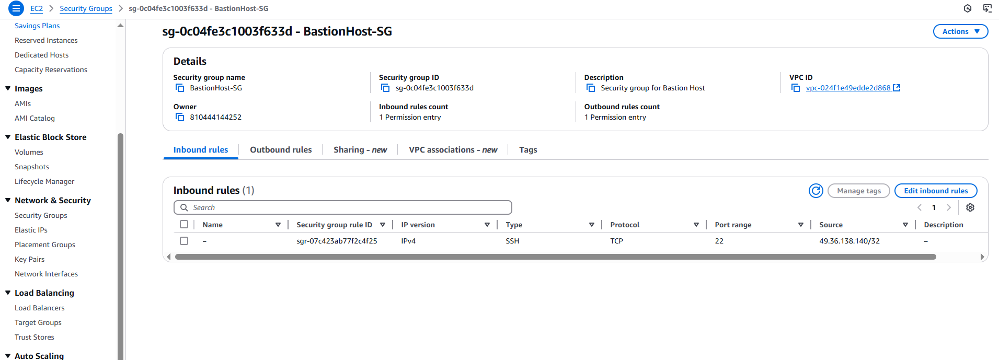 EC2 > Security Groups > sg-0c04fe3c1003f633d - BastionHost-SG
Savings Plans
Reserved Instances
Dedicated Hosts
Capacity Reservations
Images
AMIs
AMI Catalog
Elastic Block Store
Volumes
Snapshots
Lifecycle Manager
Network & Security
Security Groups
Elastic IPs
Placement Groups
Key Pairs
Network Interfaces
Load Balancing
Load Balancers
Target Groups
Trust Stores
Auto Scaling
sg-0c04fe3c1003f633d - BastionHost-SG
Actions
Details
Security group name
BastionHost-SG
Security group ID
sg-0c04fe3c1003f633d
Description
Security group for Bastion Host
VPC ID
vpc-024f1e49edde2d868
Owner
810444144252
Inbound rules count
1 Permission entry
Outbound rules count
1 Permission entry
Inbound rules Outbound rules Sharing - new VPC associations - new Tags
Inbound rules (1)
Manage tags Edit inbound rules
Search
1
Name Security group rule ID IP version Type Protocol Port range Source Description
– sgr-07c423ab77f2c4f25 IPv4 SSH TCP 22 49.36.138.140/32 –